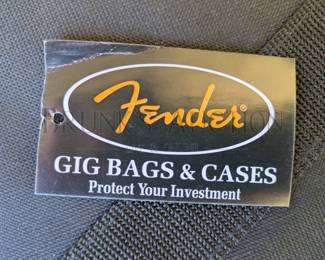 Fender®
GIG BAGS & CASES
Protect Your Investment